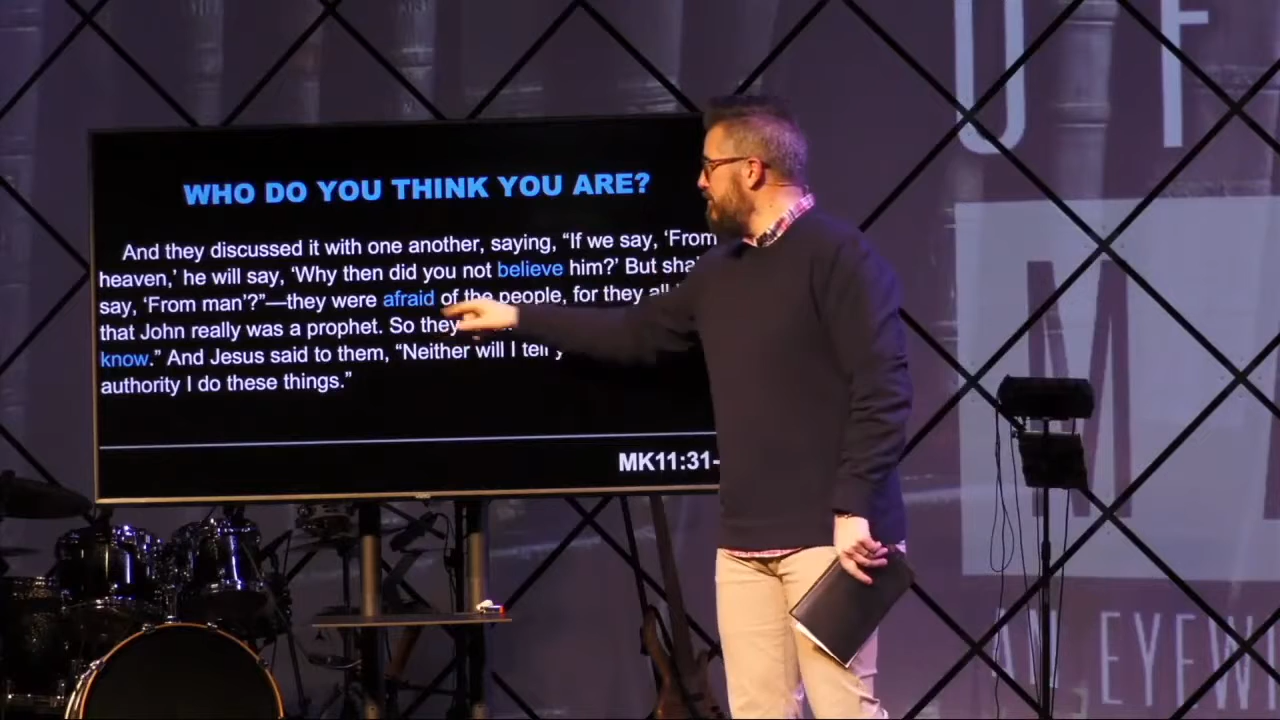 WHO DO YOU THINK YOU ARE?
And they discussed it with one another, saying, “If we say, ‘From
heaven,’ he will say, ‘Why then did you not believe him?’ But
say, ‘From man’?”—they were afraid of the people, for they
that John really was a prophet. So they
know.” And Jesus said to them, “Neither will I tell
authority I do these things.”
MK11:31-
OF
M
AN EYEWI